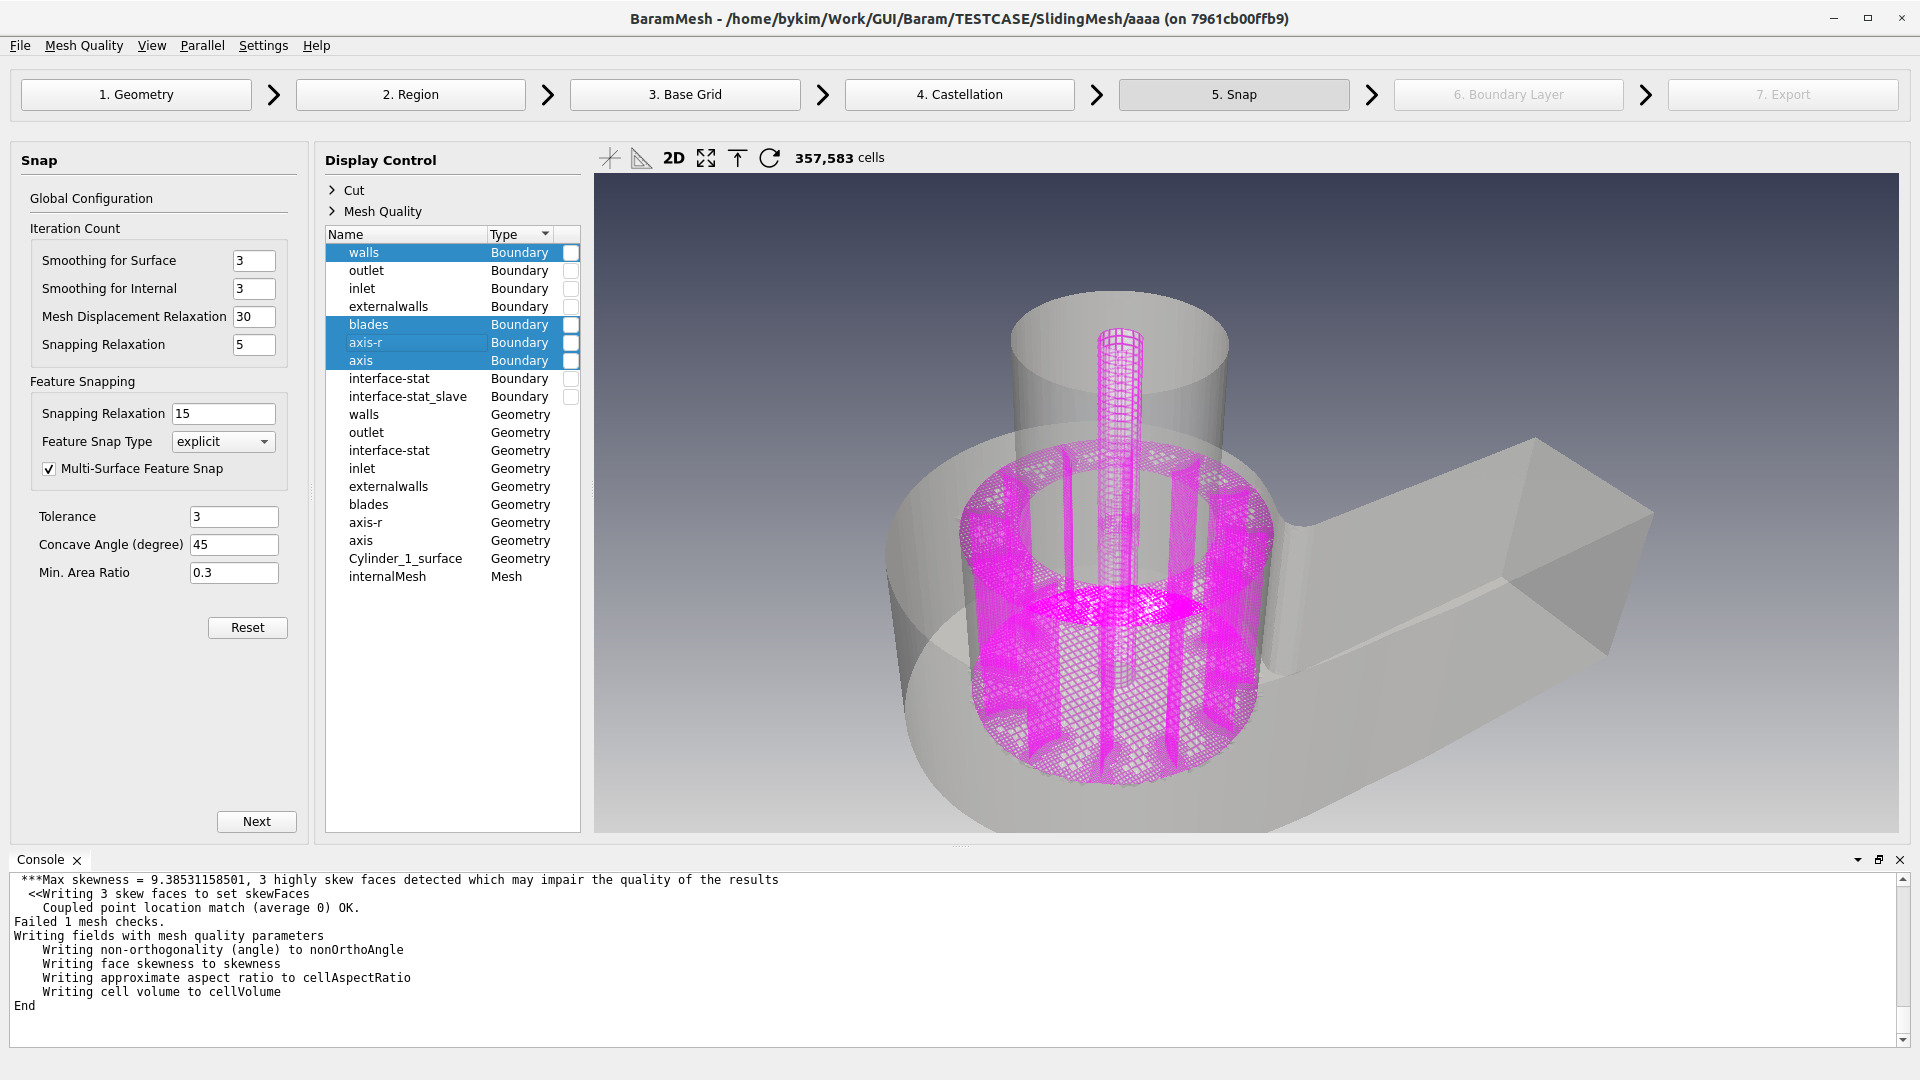 BaramMesh - /home/bykim/Work/GUI/Baram/TESTCASE/SlidingMesh/aaaa (on 7961cb00ffb9)
File Mesh Quality View Parallel Settings Help
1. Geometry 2. Region 3. Base Grid 4. Castellation 5. Snap 6. Boundary Layer 7. Export
Snap
Global Configuration
Iteration Count
Smoothing for Surface 3
Smoothing for Internal 3
Mesh Displacement Relaxation 30
Snapping Relaxation 5
Feature Snapping
Snapping Relaxation 15
Feature Snap Type explicit
Multi-Surface Feature Snap
Tolerance 3
Concave Angle (degree) 45
Min. Area Ratio 0.3
Reset
Next
Display Control
Cut
Mesh Quality
Name Type
walls Boundary
outlet Boundary
inlet Boundary
externalwalls Boundary
blades Boundary
axis-r Boundary
axis Boundary
interface-stat Boundary
interface-stat_slave Boundary
walls Geometry
outlet Geometry
interface-stat Geometry
inlet Geometry
externalwalls Geometry
blades Geometry
axis-r Geometry
axis Geometry
Cylinder_1_surface Geometry
internalMesh Mesh
2D 357,583 cells
Console
***Max skewness = 9.38531158501, 3 highly skew faces detected which may impair the quality of the results
<<Writing 3 skew faces to set skewFaces
Coupled point location match (average 0) OK.
Failed 1 mesh checks.
Writing fields with mesh quality parameters
Writing non-orthogonality (angle) to nonOrthoAngle
Writing face skewness to skewness
Writing approximate aspect ratio to cellAspectRatio
Writing cell volume to cellVolume
End